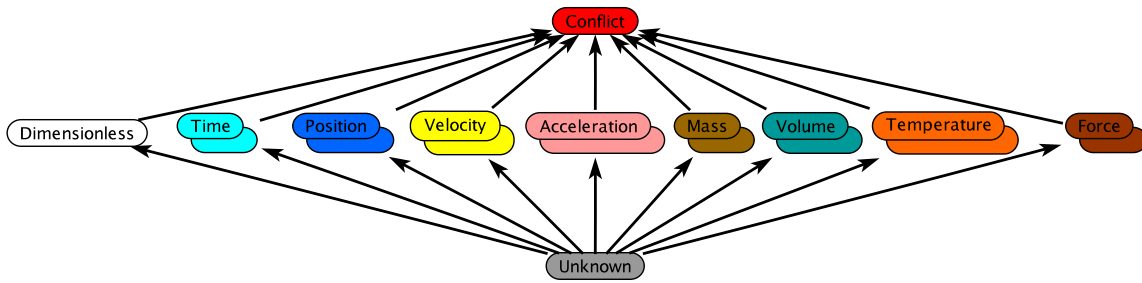 Conflict
Dimensionless
Time
Position
Velocity
Acceleration
Mass
Volume
Temperature
Force
Unknown